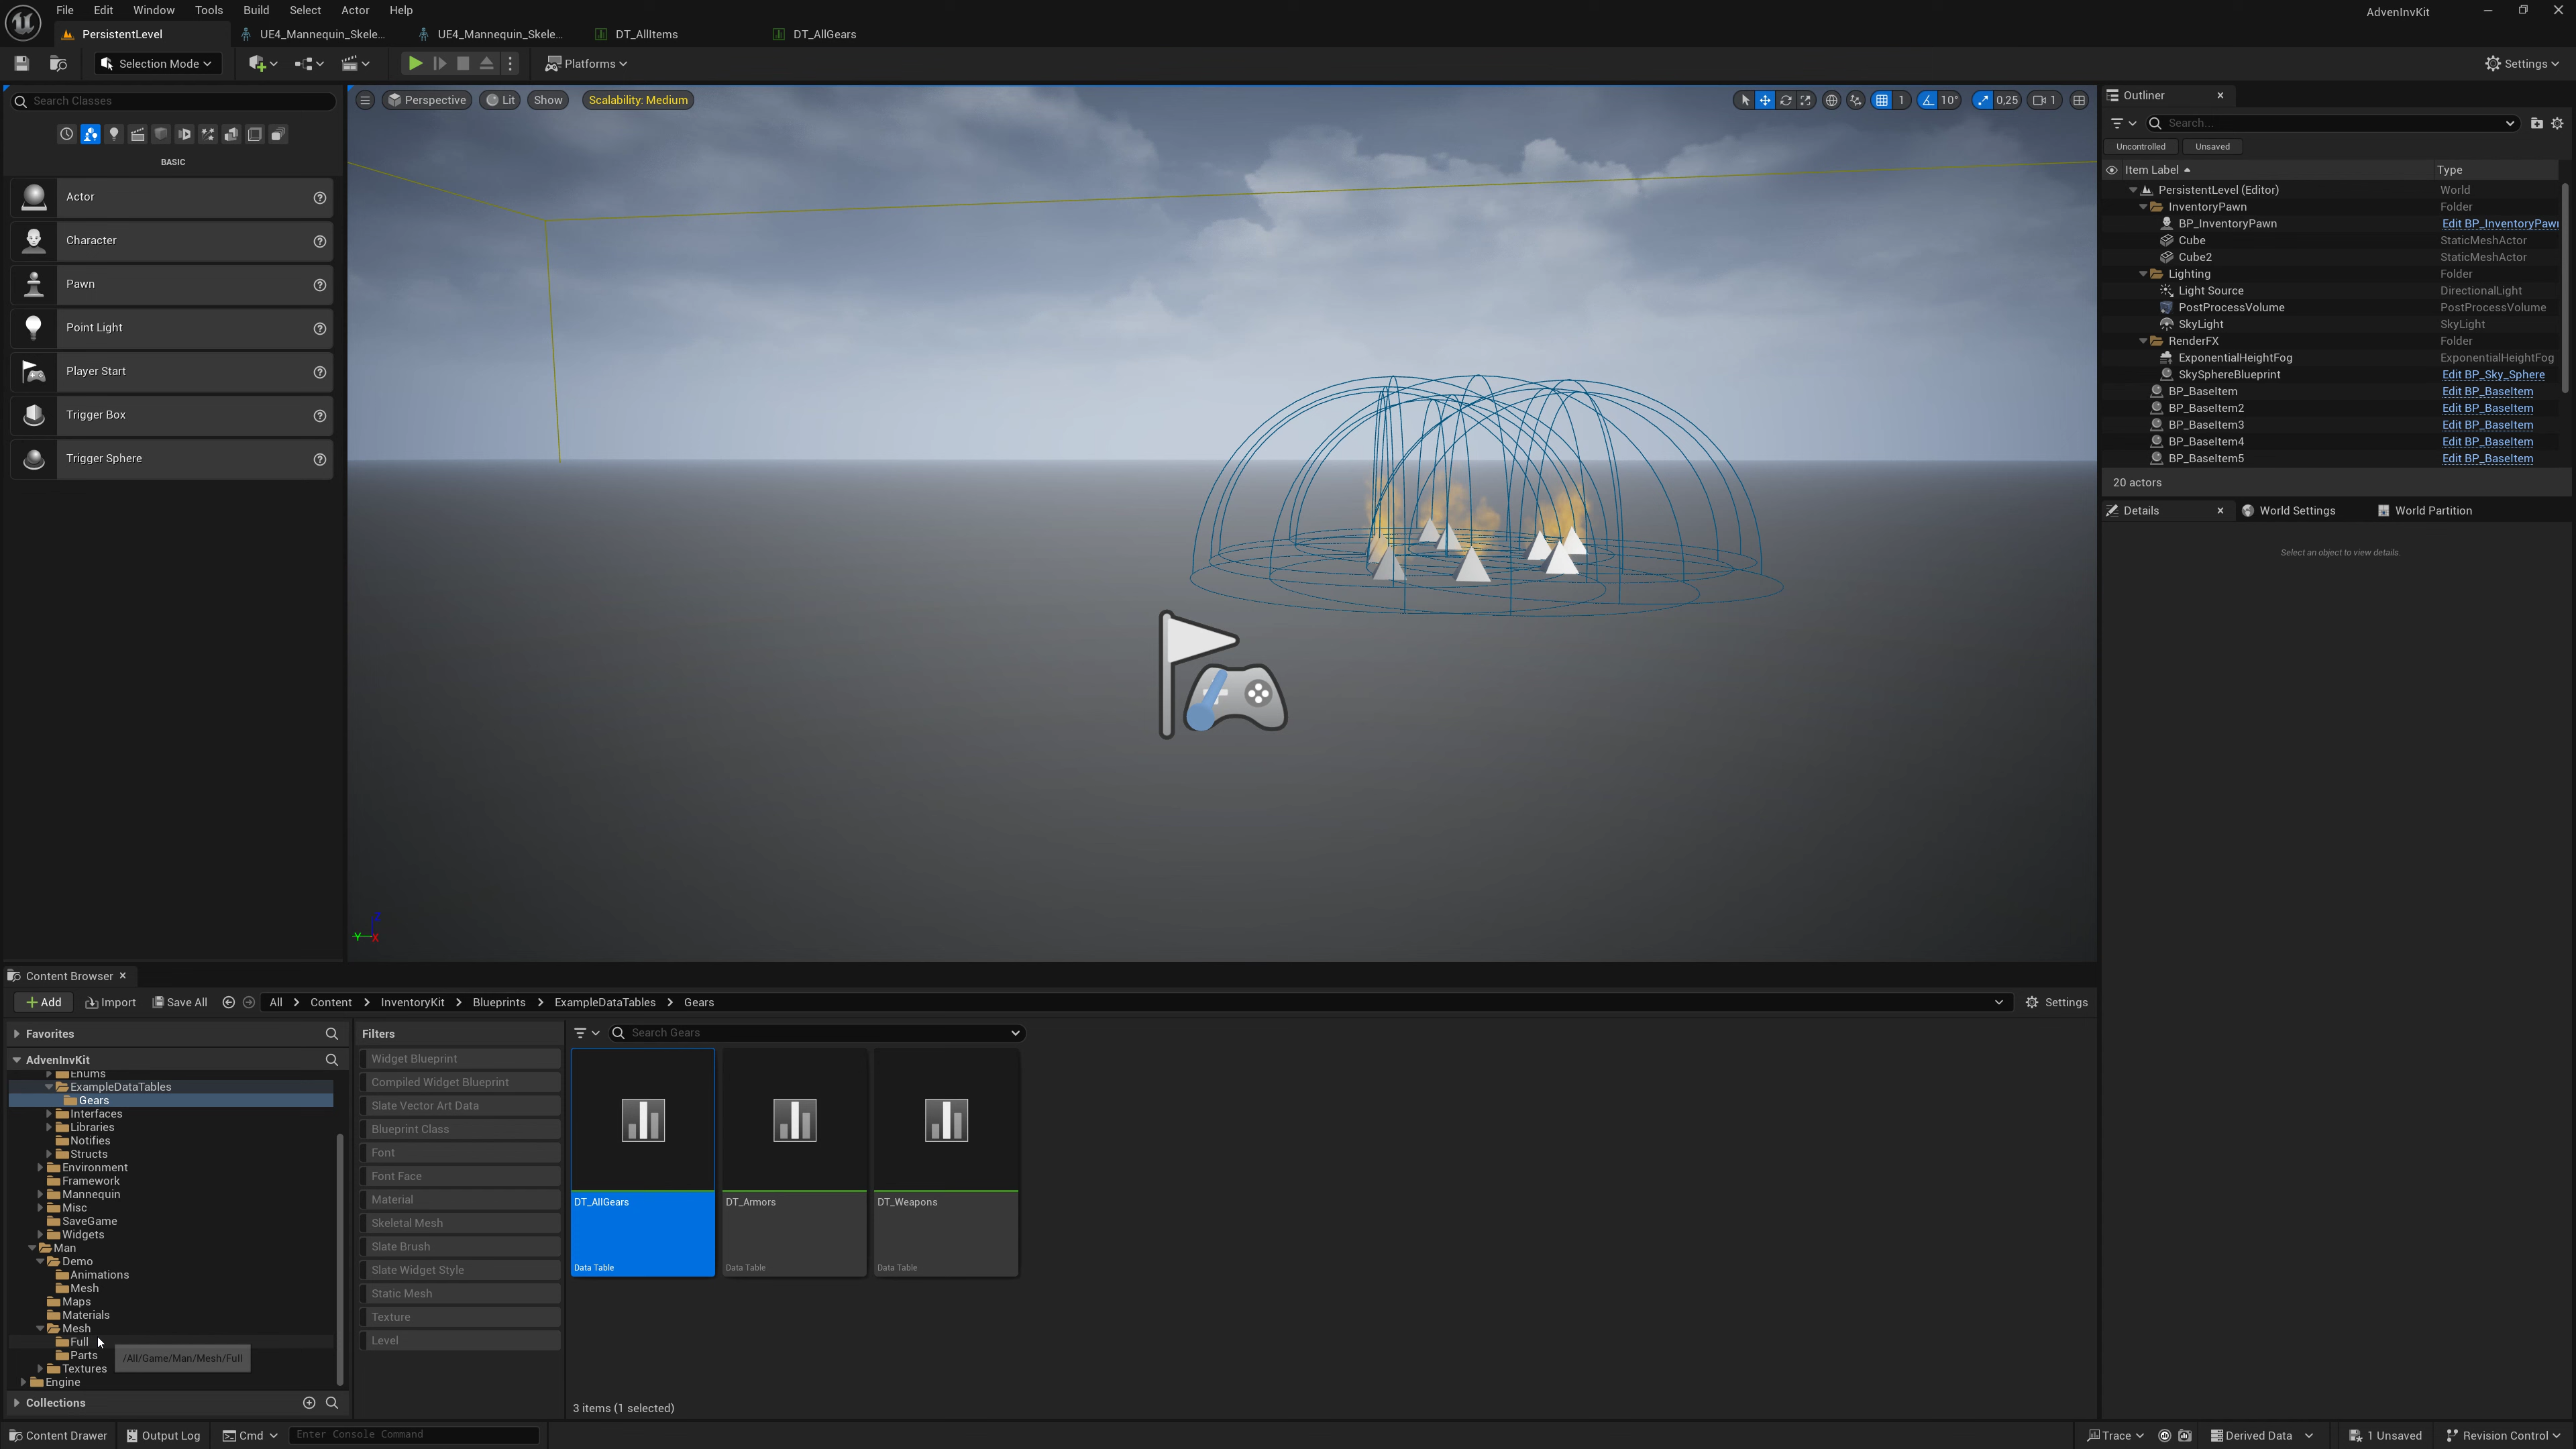 File Edit Window Tools Build Select Actor Help
AdvenInvKit
PersistentLevel UE4_Mannequin_Skele... UE4_Mannequin_Skele... DT_AllItems DT_AllGears
Selection Mode Platforms Settings
Search Classes
BASIC
Actor
Character
Pawn
Point Light
Player Start
Trigger Box
Trigger Sphere
Perspective Lit Show Scalability: Medium 1 10° 0,25 1
Y X
Outliner
Search...
Uncontrolled Unsaved
Item Label Type
PersistentLevel (Editor) World
InventoryPawn Folder
BP_InventoryPawn Edit BP_InventoryPawn
Cube StaticMeshActor
Cube2 StaticMeshActor
Lighting Folder
Light Source DirectionalLight
PostProcessVolume PostProcessVolume
SkyLight SkyLight
RenderFX Folder
ExponentialHeightFog ExponentialHeightFog
SkySphereBlueprint Edit BP_Sky_Sphere
BP_BaseItem Edit BP_BaseItem
BP_BaseItem2 Edit BP_BaseItem
BP_BaseItem3 Edit BP_BaseItem
BP_BaseItem4 Edit BP_BaseItem
BP_BaseItem5 Edit BP_BaseItem
20 actors
Details World Settings World Partition
Select an object to view details.
Content Browser
Add Import Save All All > Content > InventoryKit > Blueprints > ExampleDataTables > Gears Settings
Favorites
AdvenInvKit
Enums
ExampleDataTables
Gears
Interfaces
Libraries
Notifies
Structs
Environment
Framework
Mannequin
Misc
SaveGame
Widgets
Man
Demo
Animations
Mesh
Maps
Materials
Mesh
Full
Parts
/All/Game/Man/Mesh/Full
Textures
Engine
Collections
Filters
Widget Blueprint
Compiled Widget Blueprint
Slate Vector Art Data
Blueprint Class
Font
Font Face
Material
Skeletal Mesh
Slate Brush
Slate Widget Style
Static Mesh
Texture
Level
Search Gears
DT_AllGears DT_Armors DT_Weapons
Data Table Data Table Data Table
3 items (1 selected)
Content Drawer Output Log Cmd Enter Console Command Trace Derived Data 1 Unsaved Revision Control